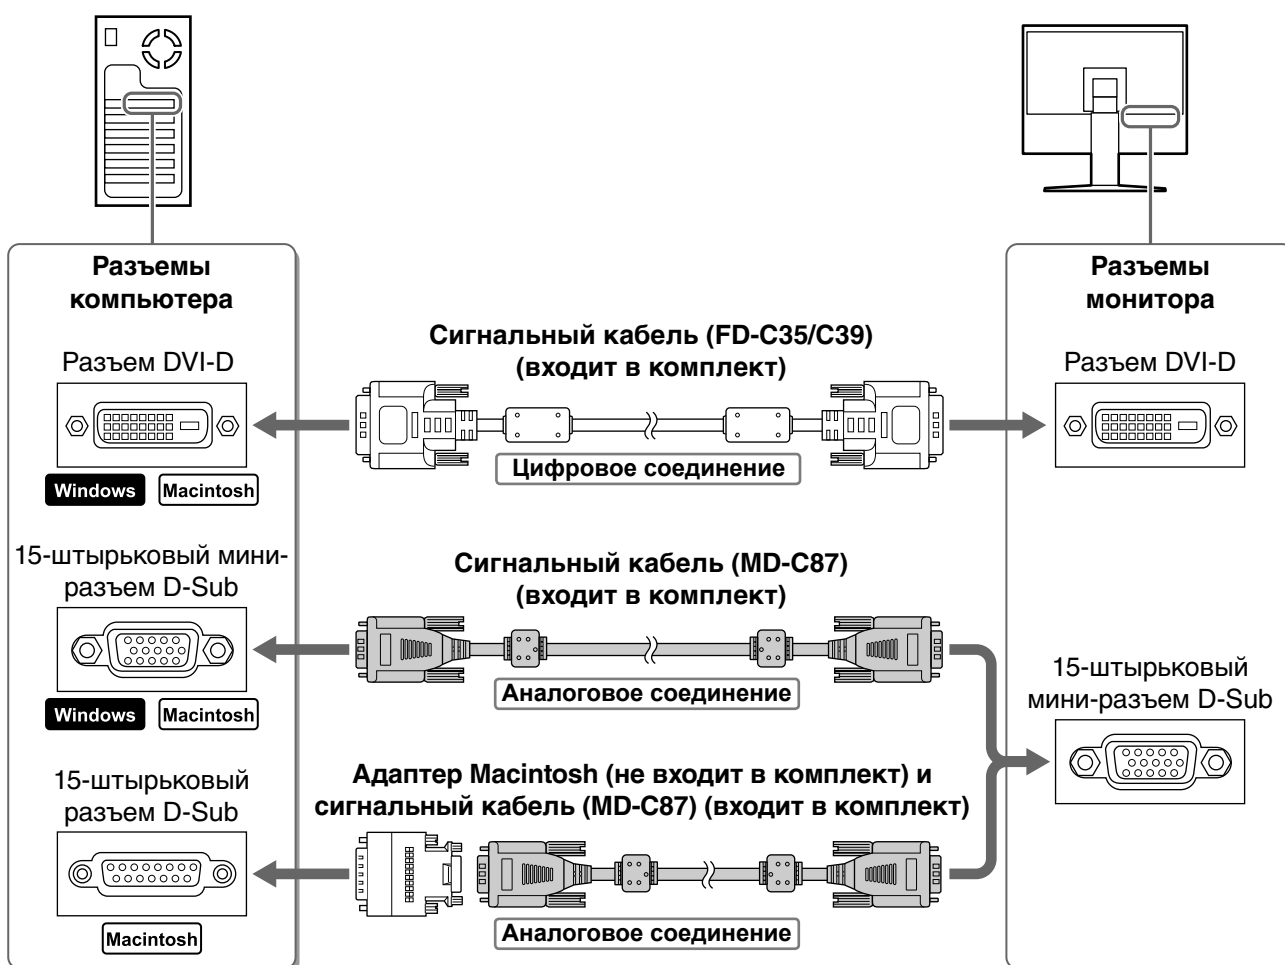 Разъемы
компьютера
Разъем DVI-D
Windows Macintosh
15-штырьковый мини-
разъем D-Sub
Windows Macintosh
15-штырьковый
разъем D-Sub
Macintosh
Сигнальный кабель (FD-C35/C39)
(входит в комплект)
Цифровое соединение
Сигнальный кабель (MD-C87)
(входит в комплект)
Аналоговое соединение
Адаптер Macintosh (не входит в комплект) и
сигнальный кабель (MD-C87) (входит в комплект)
Аналоговое соединение
Разъемы
монитора
Разъем DVI-D
15-штырьковый
мини-разъем D-Sub